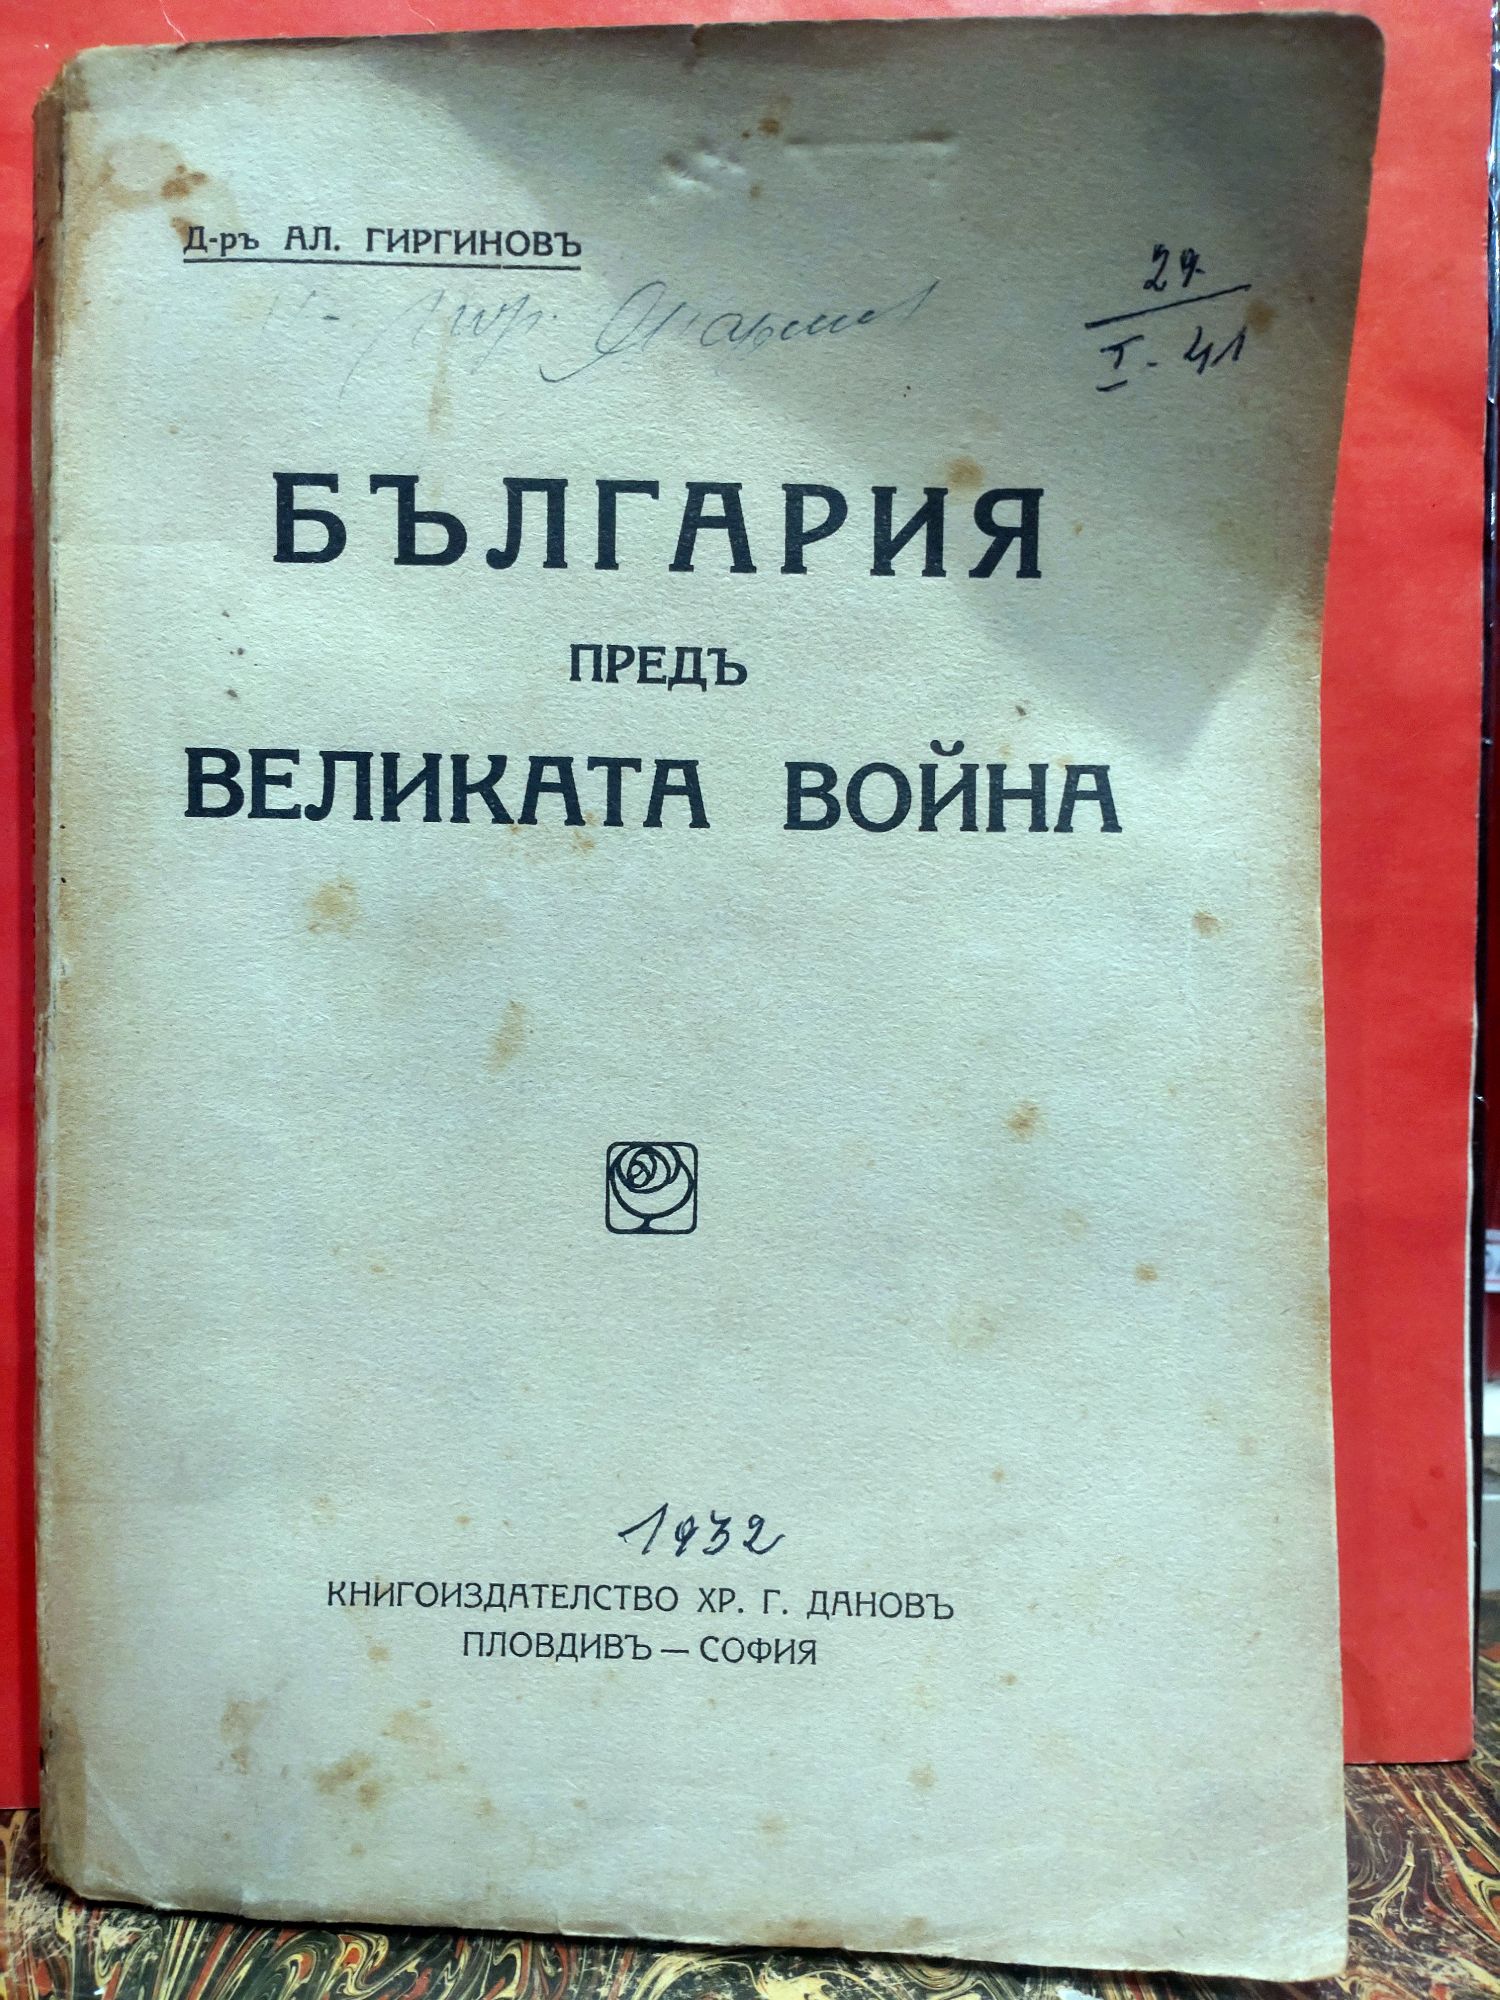 Д-ръ АЛ. ГИРГИНОВЪ
29.
I - 41
БЪЛГАРИЯ
ПРЕДЪ
ВЕЛИКАТА ВОЙНА
1932
КНИГОИЗДАТЕЛСТВО ХР. Г. ДАНОВЪ
ПЛОВДИВЪ — СОФИЯ